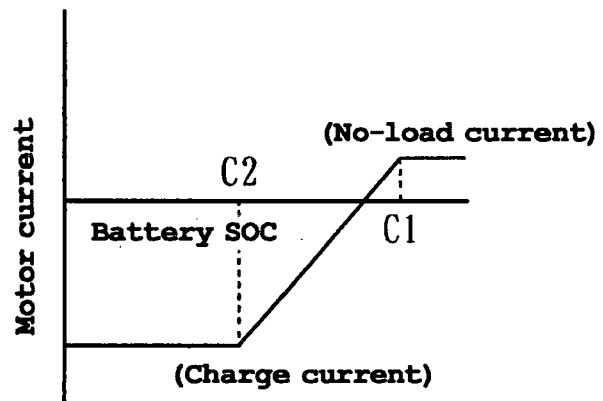 (No-load current)
C2
Battery SOC
C1
Motor current
(Charge current)